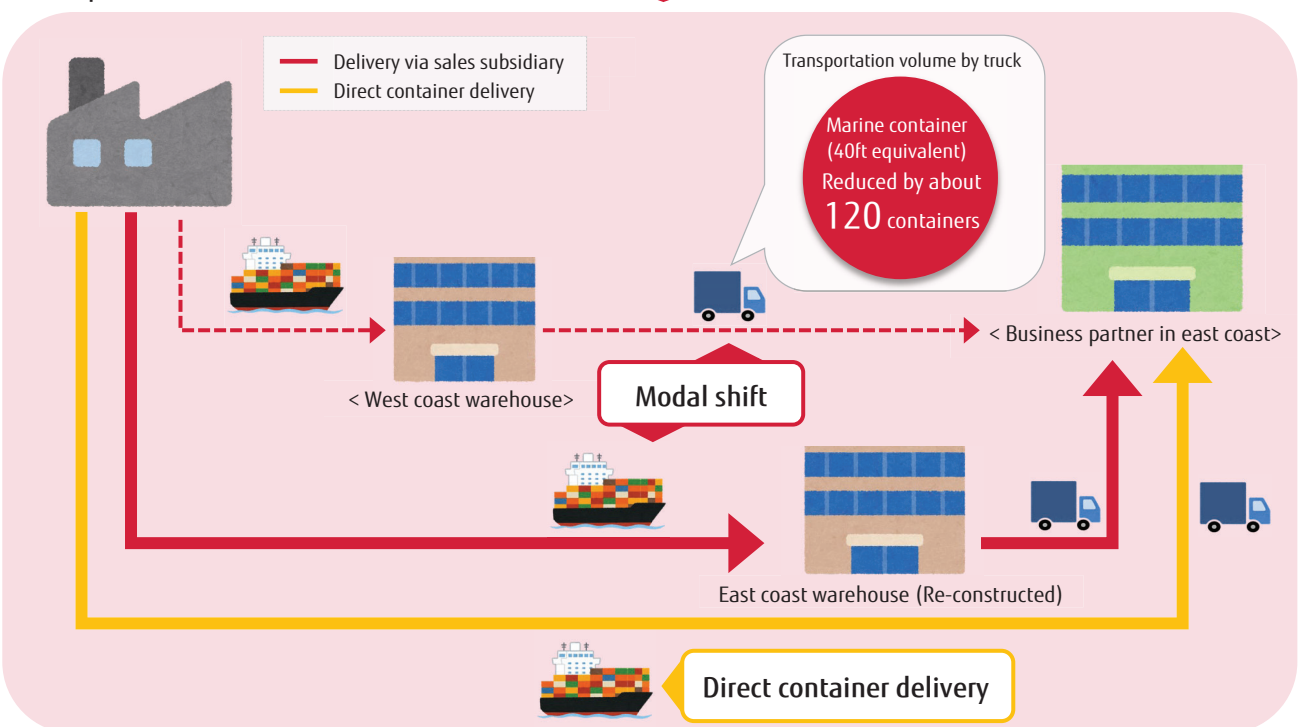 Delivery via sales subsidiary
Direct container delivery
Transportation volume by truck
Marine container
(40ft equivalent)
Reduced by about
120 containers
< Business partner in east coast>
< West coast warehouse>
Modal shift
East coast warehouse (Re-constructed)
Direct container delivery